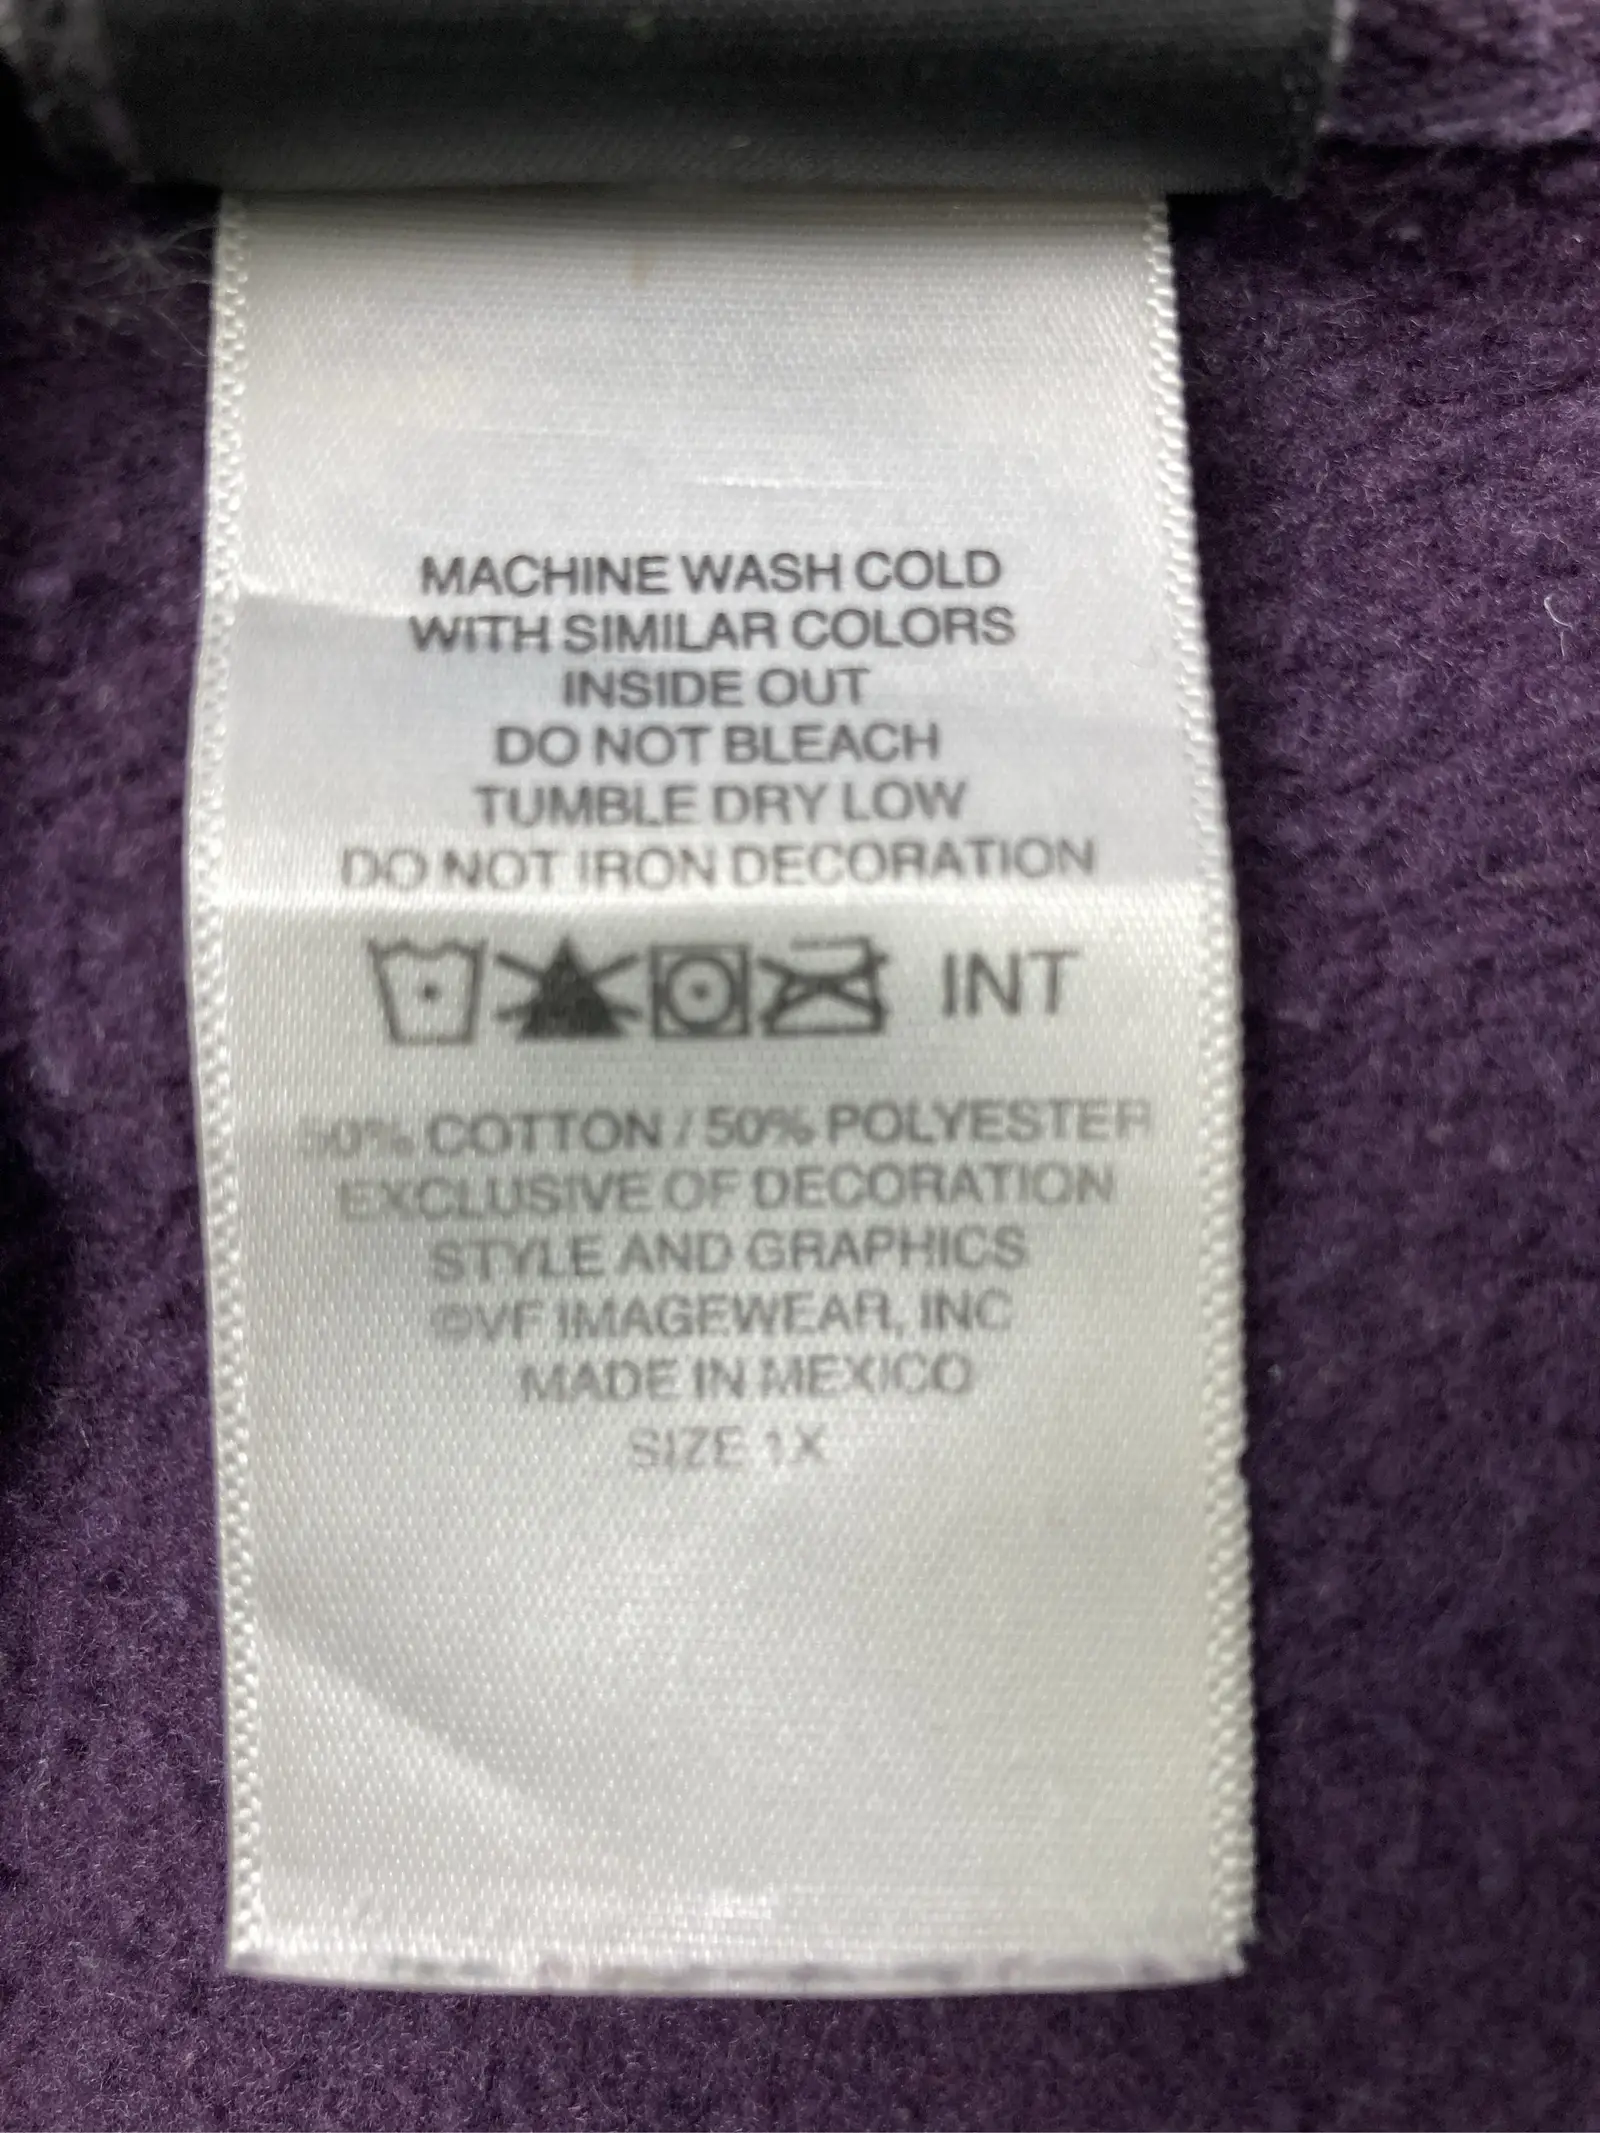 MACHINE WASH COLD
WITH SIMILAR COLORS
INSIDE OUT
DO NOT BLEACH
TUMBLE DRY LOW
DO NOT IRON DECORATION
INT
50% COTTON / 50% POLYESTER
EXCLUSIVE OF DECORATION
STYLE AND GRAPHICS
©VF IMAGEWEAR, INC
MADE IN MEXICO
SIZE 1X